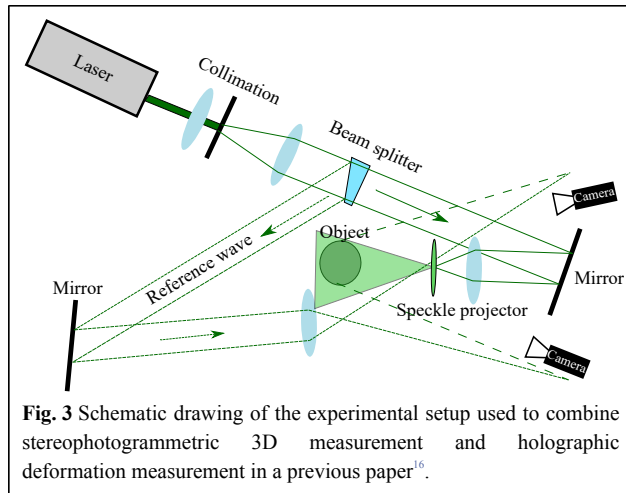 Laser
Collimation
Beam splitter
Camera
Object
Reference wave
Mirror
Mirror
Speckle projector
Camera
Fig. 3 Schematic drawing of the experimental setup used to combine
stereophotogrammetric 3D measurement and holographic
deformation measurement in a previous paper16.